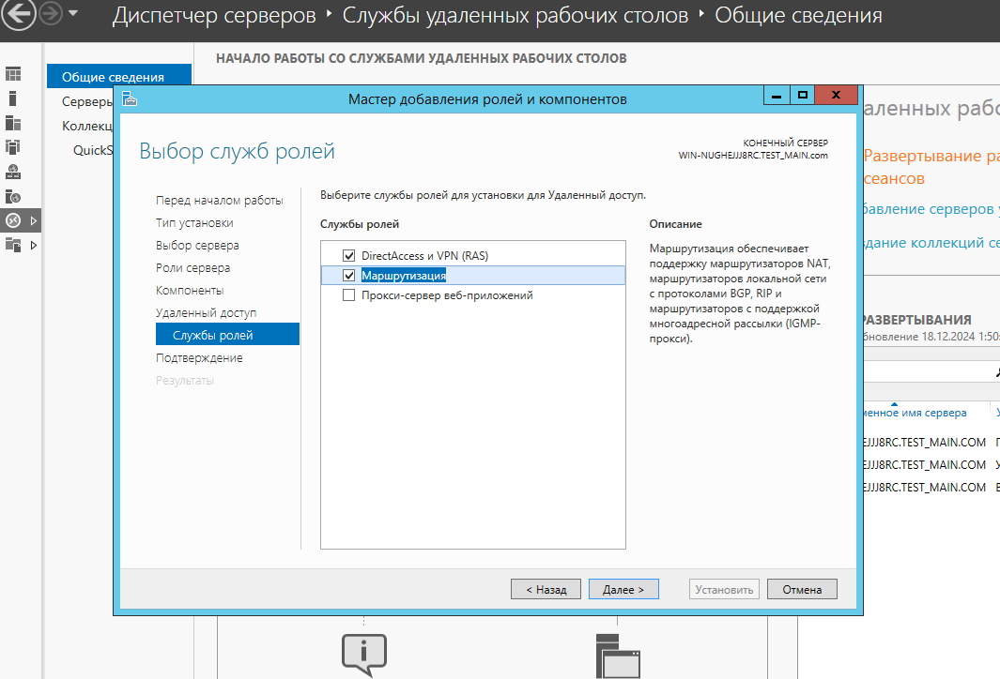 Диспетчер серверов ‣ Службы удаленных рабочих столов ‣ Общие сведения
НАЧАЛО РАБОТЫ СО СЛУЖБАМИ УДАЛЕННЫХ РАБОЧИХ СТОЛОВ
Общие сведения
Серверы
Коллекц
QuickS
Мастер добавления ролей и компонентов
Выбор служб ролей
КОНЕЧНЫЙ СЕРВЕР
WIN-NUGHEJJJ8RC.TEST_MAIN.com
Перед началом работы
Тип установки
Выбор сервера
Роли сервера
Компоненты
Удаленный доступ
Службы ролей
Подтверждение
Результаты
Выберите службы ролей для установки для Удаленный доступ.
Службы ролей
DirectAccess и VPN (RAS)
Маршрутизация
Прокси-сервер веб-приложений
Описание
Маршрутизация обеспечивает
поддержку маршрутизаторов NAT,
маршрутизаторов локальной сети
с протоколами BGP, RIP и
маршрутизаторов с поддержкой
многоадресной рассылки (IGMP-
прокси).
< Назад
Далее >
Установить
Отмена
аленных рабо
Развертывание ра
сеансов
бавление серверов у
дание коллекций се
РАЗВЕРТЫВАНИЯ
бновление 18.12.2024 1:50:
менное имя сервера
EJJJ8RC.TEST_MAIN.COM
EJJJ8RC.TEST_MAIN.COM
EJJJ8RC.TEST_MAIN.COM